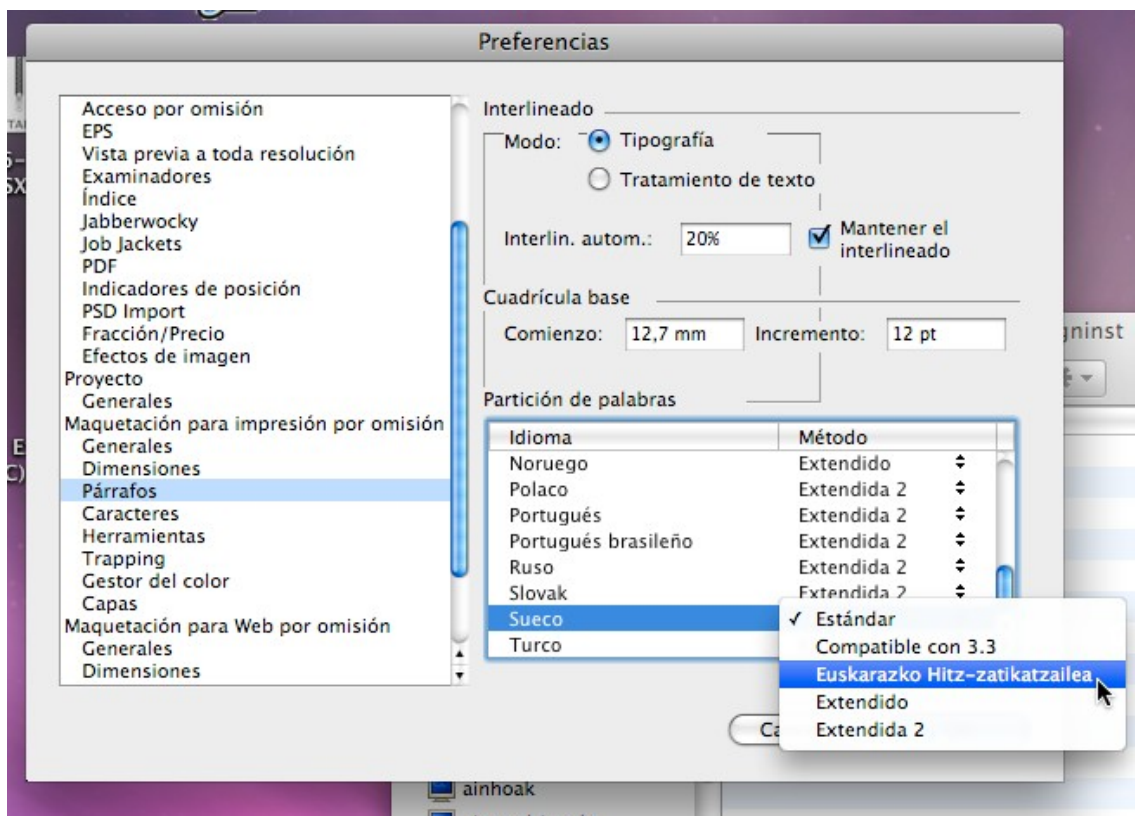 Preferencias
Acceso por omisión
EPS
Vista previa a toda resolución
Examinadores
Índice
Jabberwocky
Job Jackets
PDF
Indicadores de posición
PSD Import
Fracción/Precio
Efectos de imagen
Proyecto
Generales
Maquetación para impresión por omisión
Generales
Dimensiones
Párrafos
Caracteres
Herramientas
Trapping
Gestor del color
Capas
Maquetación para Web por omisión
Generales
Dimensiones
Interlineado
Modo: Tipografía
Tratamiento de texto
Interlin. autom.: 20% Mantener el
interlineado
Cuadrícula base
Comienzo: 12,7 mm Incremento: 12 pt
Partición de palabras
Idioma Método
Noruego Extendido
Polaco Extendida 2
Portugués Extendida 2
Portugués brasileño Extendida 2
Ruso Extendida 2
Slovak Extendida 2
Sueco
Turco
✓ Estándar
Compatible con 3.3
Euskarazko Hitz-zatikatzailea
Extendido
Extendida 2
Ca
gninst
ainhoak